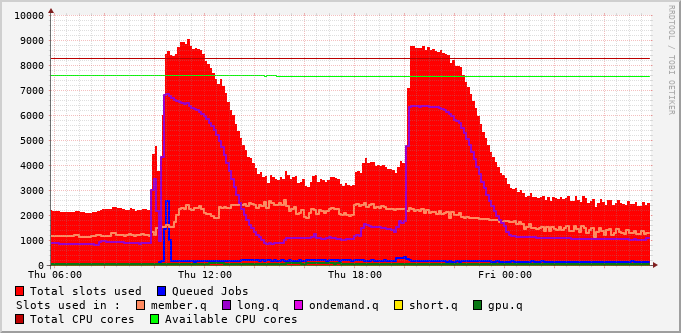 10000
9000
8000
7000
6000
5000
4000
3000
2000
1000
0
Thu 06:00 Thu 12:00 Thu 18:00 Fri 00:00
RRDTOOL / TOBI OETIKER
Total slots used Queued Jobs
Slots used in : member.q long.q ondemand.q short.q gpu.q
Total CPU cores Available CPU cores